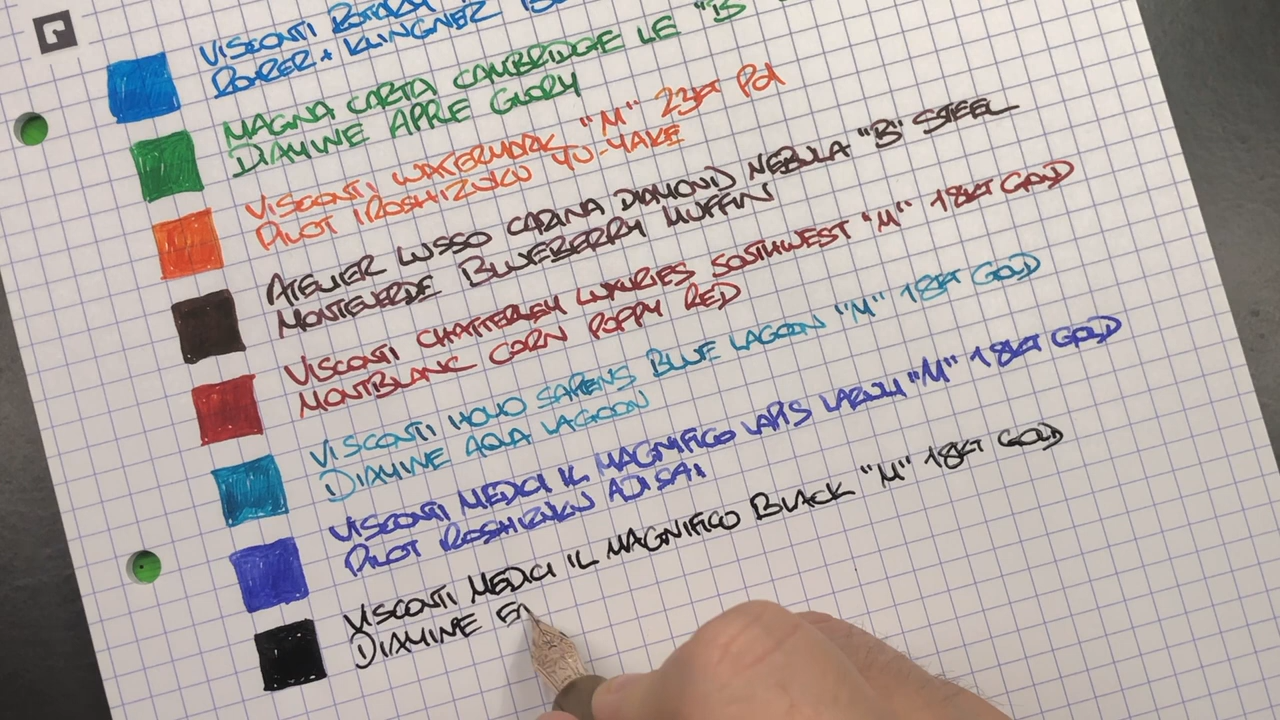 VISCONTI
ROHRER + KLINGNER
MAGNA CARTA CAMBRIDGE LE "B
DIAMINE APPLE GLORY
VISCONTI WATERMARK "M" 23KT Pd
PILOT IROSHIZUKU YU-YAKE
ATELIER LUSSO CARINA DIAMOND NEBULA "B" STEEL
MONTEVERDE BLUEBERRY MUFFIN
VISCONTI CHATTERLEY LUXURIES SOUTHWEST "M" 18KT GOLD
MONTBLANC CORN POPPY RED
VISCONTI HOMO SAPIENS BLUE LAGOON "M" 18KT GOLD
DIAMINE AQUA LAGOON
VISCONTI MEDICI IL MAGNIFICO LAPIS LAZULI "M" 18KT GOLD
PILOT IROSHIZUKU AJISAI
VISCONTI MEDICI IL MAGNIFICO BLACK "M" 18KT GOLD
DIAMINE